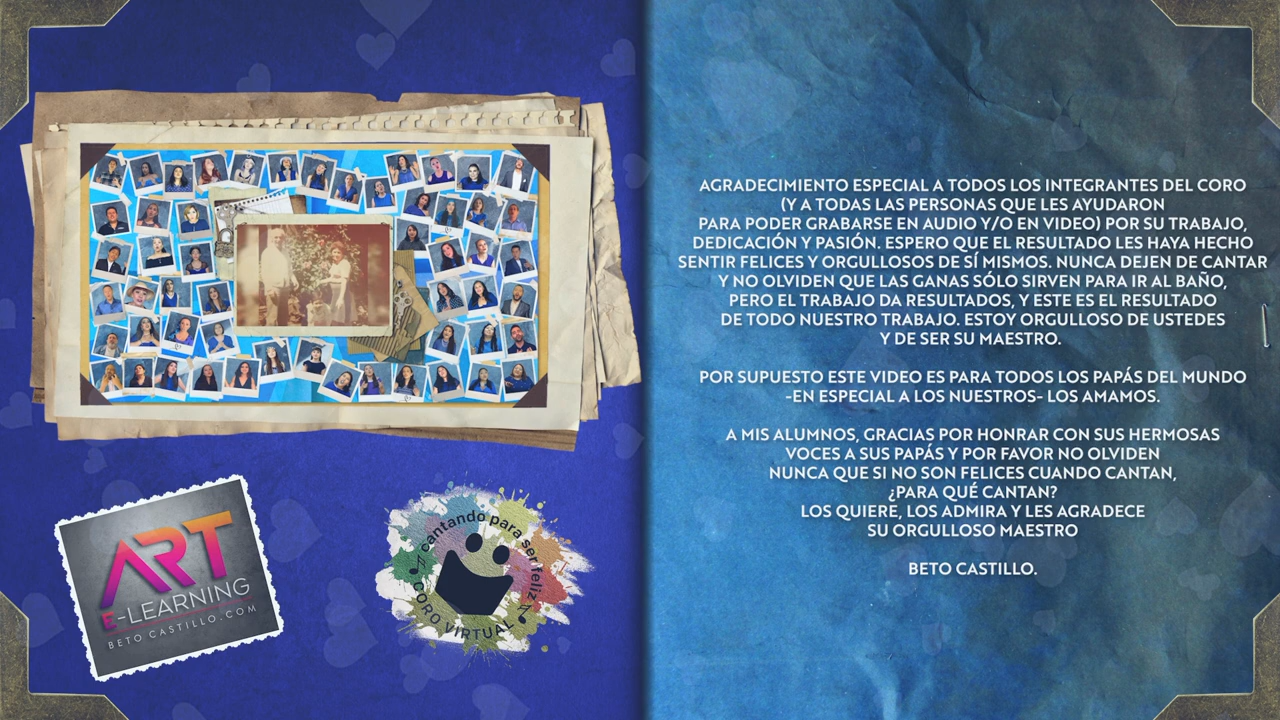 AGRADECIMIENTO ESPECIAL A TODOS LOS INTEGRANTES DEL CORO
(Y A TODAS LAS PERSONAS QUE LES AYUDARON
PARA PODER GRABARSE EN AUDIO Y/O EN VIDEO) POR SU TRABAJO,
DEDICACIÓN Y PASIÓN. ESPERO QUE EL RESULTADO LES HAYA HECHO
SENTIR FELICES Y ORGULLOSOS DE SÍ MISMOS. NUNCA DEJEN DE CANTAR
Y NO OLVIDEN QUE LAS GANAS SÓLO SIRVEN PARA IR AL BAÑO,
PERO EL TRABAJO DA RESULTADOS, Y ESTE ES EL RESULTADO
DE TODO NUESTRO TRABAJO. ESTOY ORGULLOSO DE USTEDES
Y DE SER SU MAESTRO.
POR SUPUESTO ESTE VIDEO ES PARA TODOS LOS PAPÁS DEL MUNDO
-EN ESPECIAL A LOS NUESTROS- LOS AMAMOS.
A MIS ALUMNOS, GRACIAS POR HONRAR CON SUS HERMOSAS
VOCES A SUS PAPÁS Y POR FAVOR NO OLVIDEN
NUNCA QUE SI NO SON FELICES CUANDO CANTAN,
¿PARA QUÉ CANTAN?
LOS QUIERE, LOS ADMIRA Y LES AGRADECE
SU ORGULLOSO MAESTRO
BETO CASTILLO.
ART
E-LEARNING
BETO CASTILLO.COM
cantando para ser feliz
CORO VIRTUAL